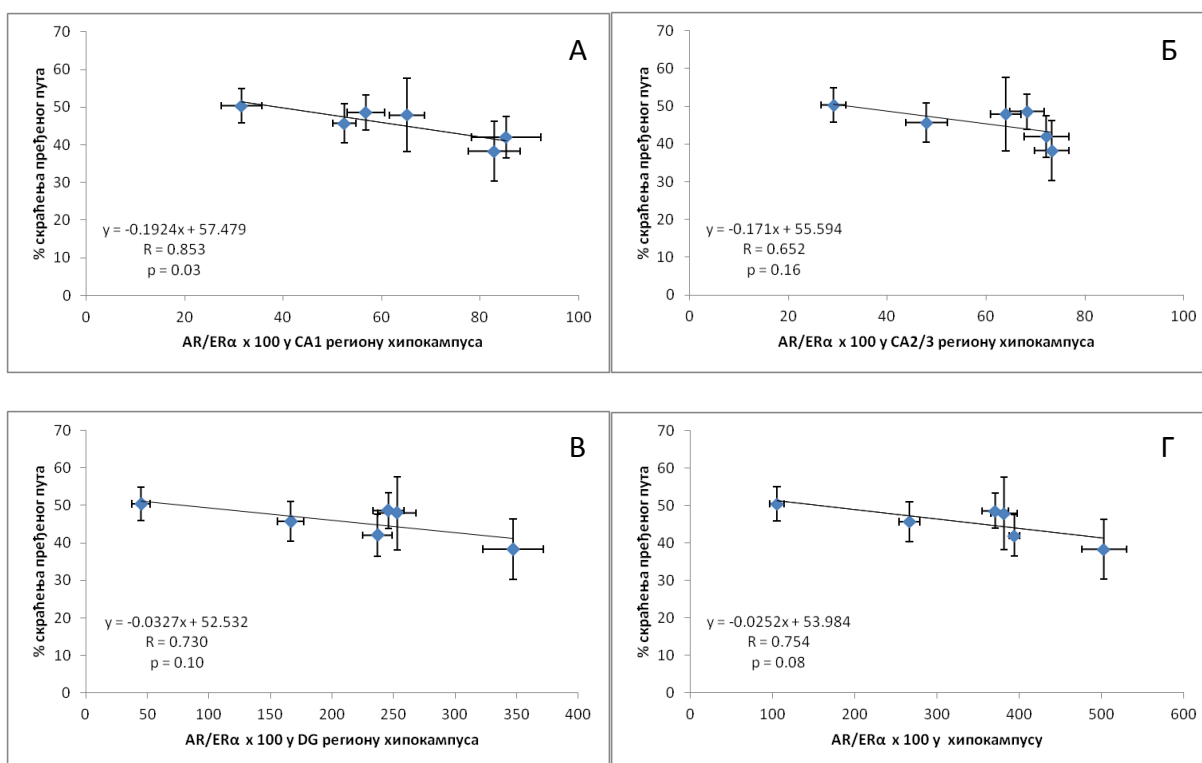 А
% скраћења пређеног пута
70
60
50
40
30
20
10
0
y = -0.1924x + 57.479
R = 0.853
p = 0.03
0 20 40 60 80 100
AR/ERα x 100 у CA1 региону хипокампуса
Б
% скраћења пређеног пута
70
60
50
40
30
20
10
0
y = -0.171x + 55.594
R = 0.652
p = 0.16
0 20 40 60 80 100
AR/ERα x 100 у CA2/3 региону хипокампуса
В
% скраћења пређеног пута
70
60
50
40
30
20
10
0
y = -0.0327x + 52.532
R = 0.730
p = 0.10
0 50 100 150 200 250 300 350 400
AR/ERα x 100 у DG региону хипокампуса
Г
% скраћења пређеног пута
70
60
50
40
30
20
10
0
y = -0.0252x + 53.984
R = 0.754
p = 0.08
0 100 200 300 400 500 600
AR/ERα x 100 у хипокампусу